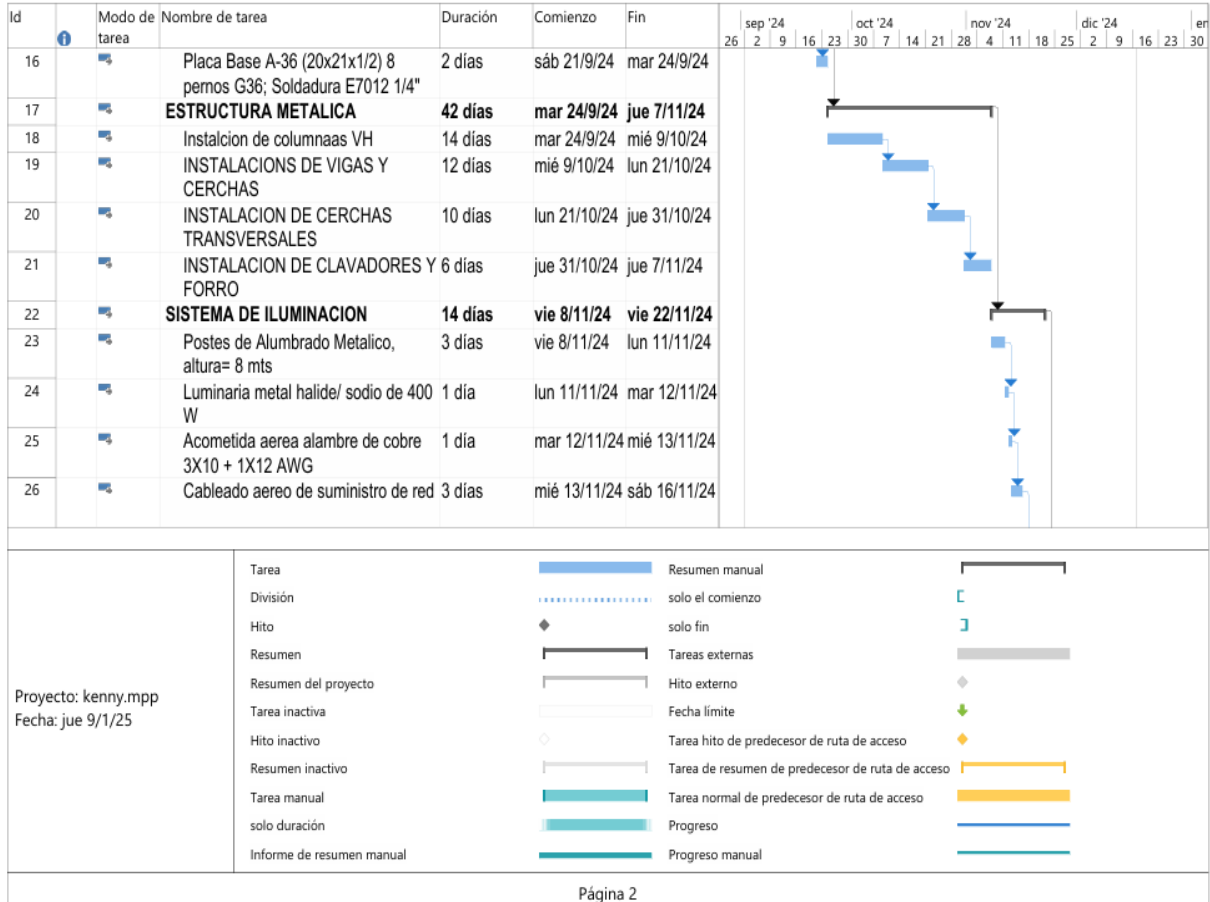 Id Modo de tarea Nombre de tarea Duración Comienzo Fin
sep '24 oct '24 nov '24 dic '24 en
26 2 9 16 23 30 7 14 21 28 4 11 18 25 2 9 16 23 30
16 Placa Base A-36 (20x21x1/2) 8 2 días sáb 21/9/24 mar 24/9/24
pernos G36; Soldadura E7012 1/4"
17 ESTRUCTURA METALICA 42 días mar 24/9/24 jue 7/11/24
18 Instalcion de columnaas VH 14 días mar 24/9/24 mié 9/10/24
19 INSTALACIONS DE VIGAS Y 12 días mié 9/10/24 lun 21/10/24
CERCHAS
20 INSTALACION DE CERCHAS 10 días lun 21/10/24 jue 31/10/24
TRANSVERSALES
21 INSTALACION DE CLAVADORES Y 6 días jue 31/10/24 jue 7/11/24
FORRO
22 SISTEMA DE ILUMINACION 14 días vie 8/11/24 vie 22/11/24
23 Postes de Alumbrado Metalico, 3 días vie 8/11/24 lun 11/11/24
altura= 8 mts
24 Luminaria metal halide/ sodio de 400 1 día lun 11/11/24 mar 12/11/24
W
25 Acometida aerea alambre de cobre 1 día mar 12/11/24 mié 13/11/24
3X10 + 1X12 AWG
26 Cableado aereo de suministro de red 3 días mié 13/11/24 sáb 16/11/24
Proyecto: kenny.mpp
Fecha: jue 9/1/25
Tarea
División
Hito
Resumen
Resumen del proyecto
Tarea inactiva
Hito inactivo
Resumen inactivo
Tarea manual
solo duración
Informe de resumen manual
Resumen manual
solo el comienzo
solo fin
Tareas externas
Hito externo
Fecha límite
Tarea hito de predecesor de ruta de acceso
Tarea de resumen de predecesor de ruta de acceso
Tarea normal de predecesor de ruta de acceso
Progreso
Progreso manual
Página 2